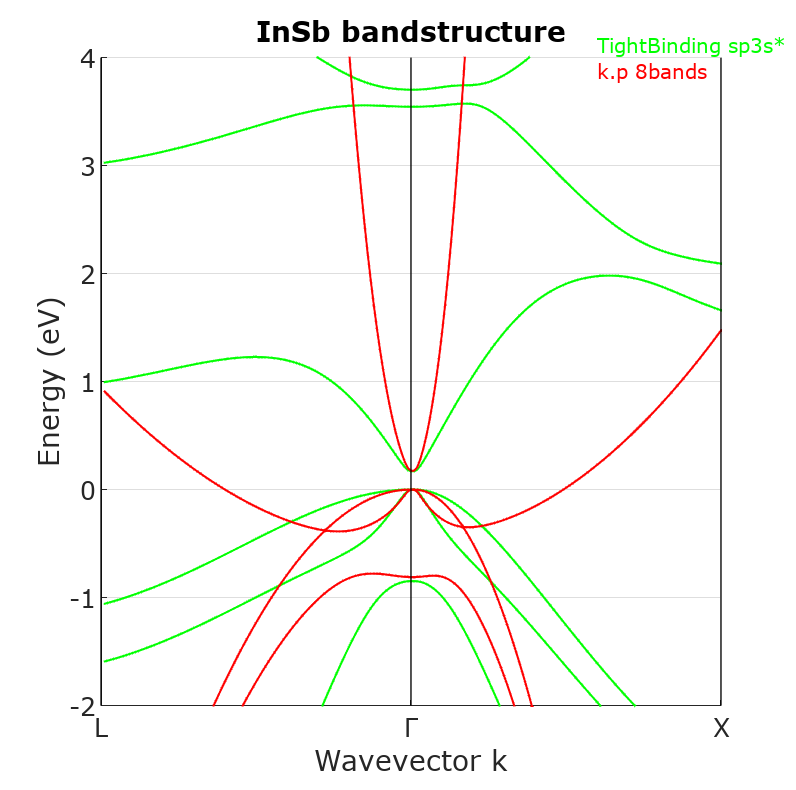 InSb bandstructure
TightBinding sp3s*
k.p 8bands
4
3
2
1
0
-1
-2
Energy (eV)
L
Γ
X
Wavevector k